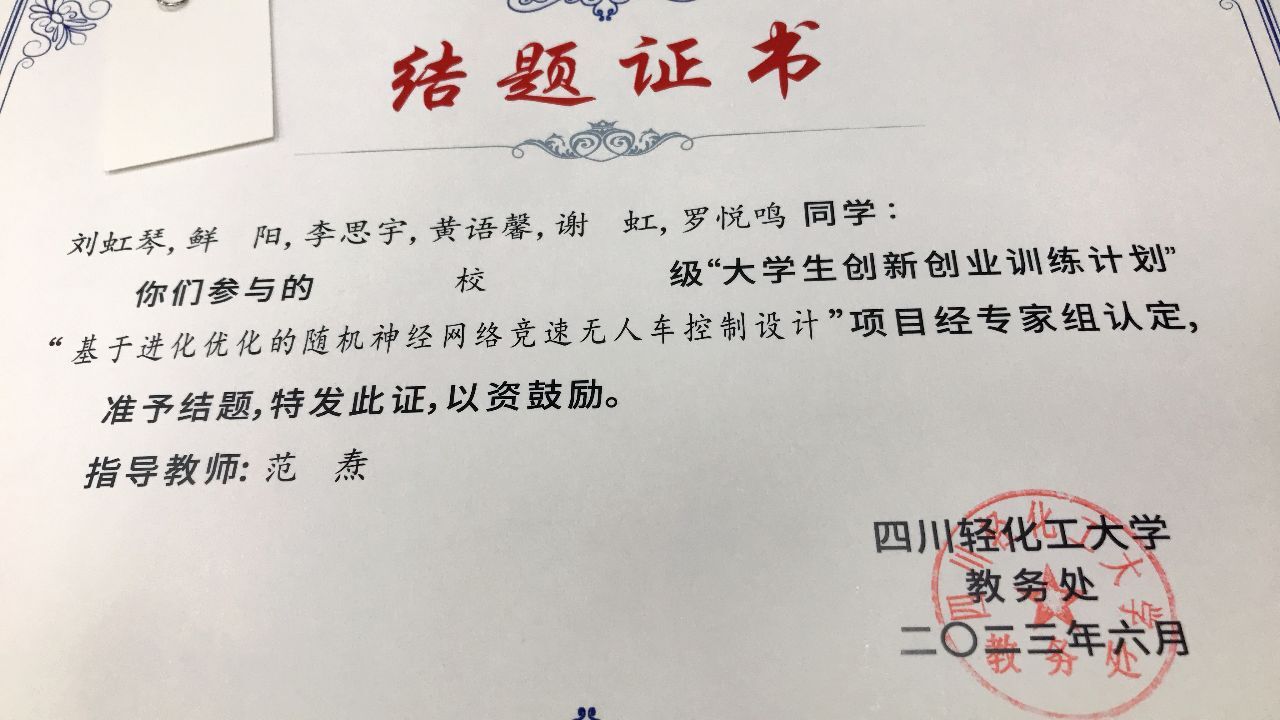 结题证书
刘虹琴,鲜 阳,李思宇,黄语馨,谢 虹,罗悦鸣 同学:
你们参与的 校 级“大学生创新创业训练计划”
“基于进化优化的随机神经网络竞速无人车控制设计”项目经专家组认定,
准予结题,特发此证,以资鼓励。
指导教师: 范 焘
四川轻化工大学
教务处
二〇二三年六月
四川轻化工大学
教务处